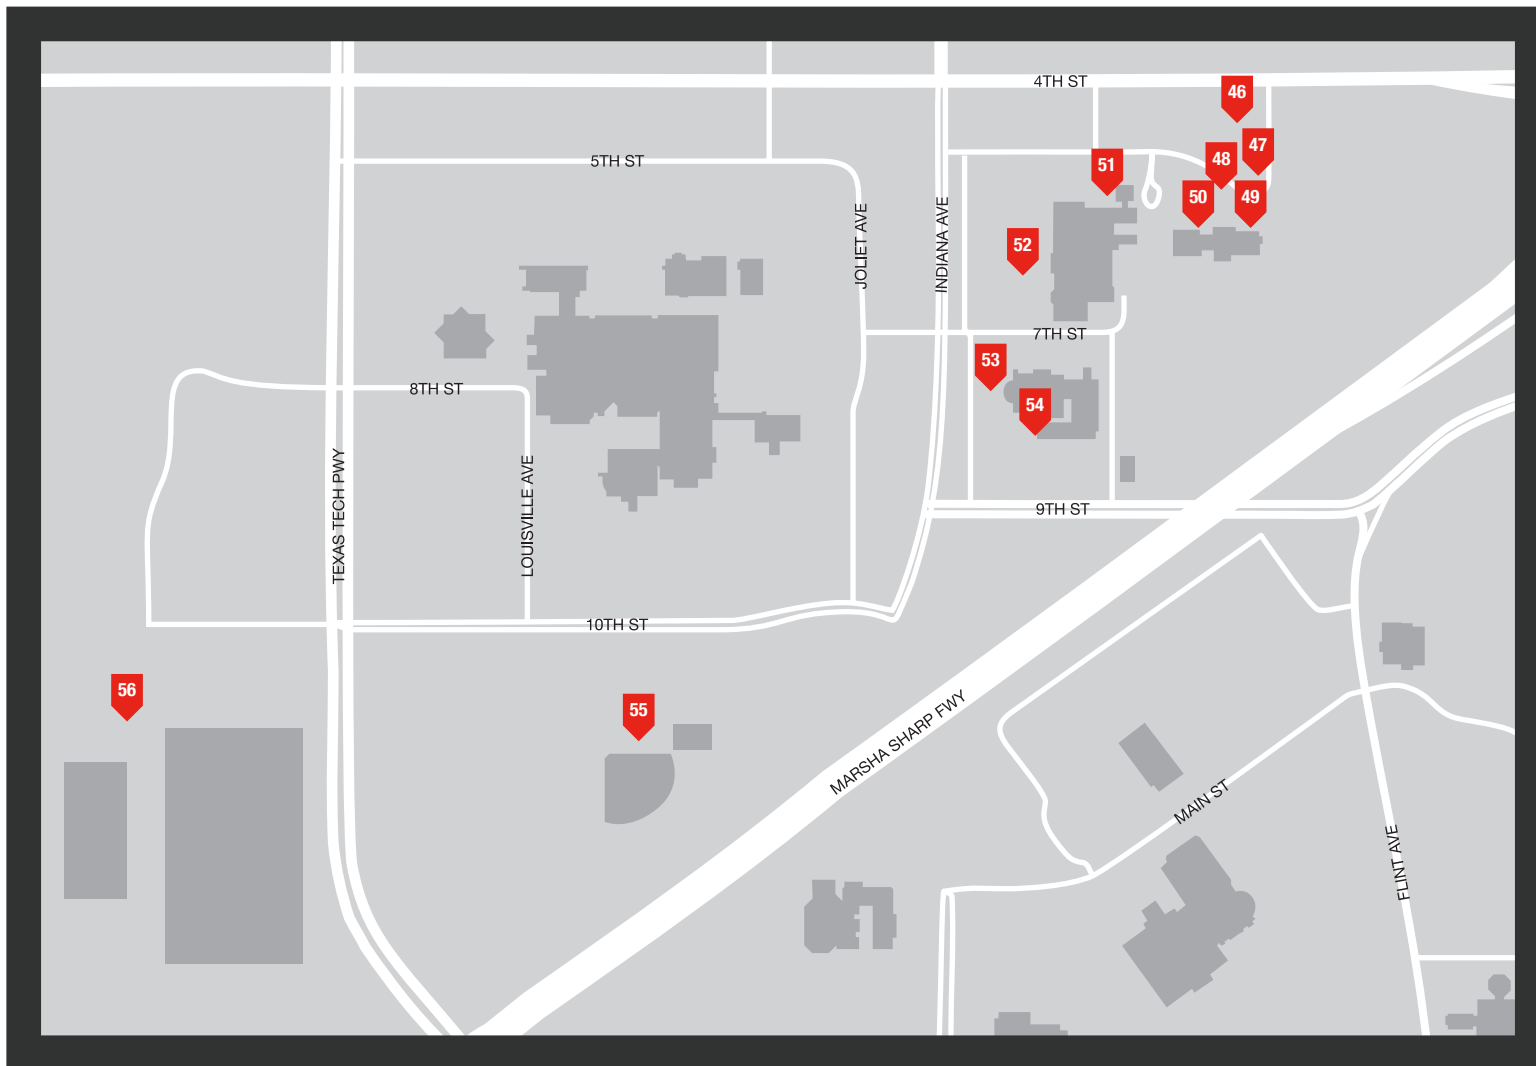 4TH ST
46
47
48
5TH ST
51
50
49
JOLIET AVE
INDIANA AVE
52
7TH ST
53
8TH ST
54
TEXAS TECH PWY
LOUISVILLE AVE
9TH ST
10TH ST
56
55
MARSHA SHARP FWY
MAIN ST
FLINT AVE